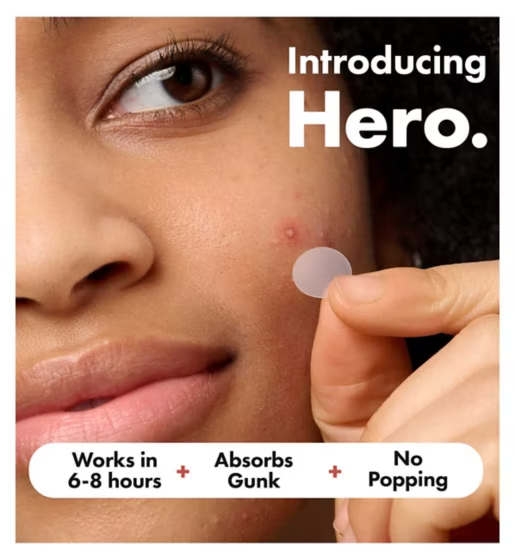 Introducing
Hero.
Works in
6-8 hours
+
Absorbs
Gunk
+
No
Popping